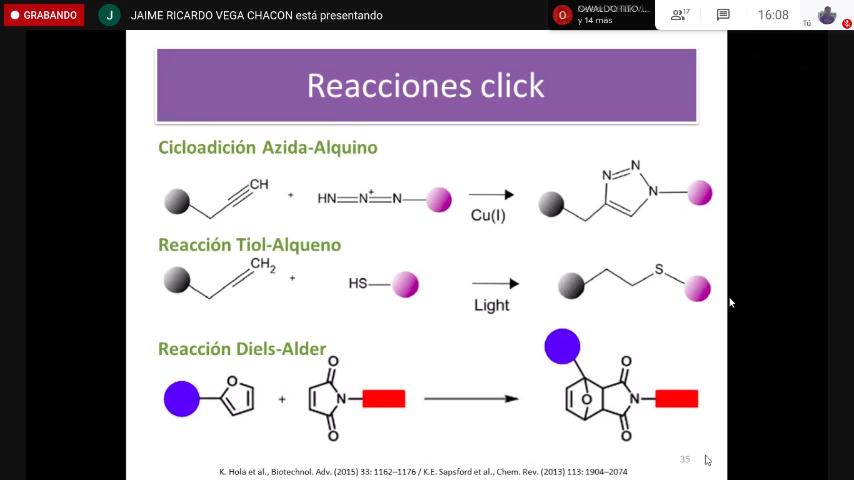 GRABANDO
J JAIME RICARDO VEGA CHACON está presentando
O
y 14 más
17
16:08
Tú
Reacciones click
Cicloadición Azida-Alquino
CH + HN N+ N N N N
Cu(I)
Reacción Tiol-Alqueno
CH2 + HS S
Light
Reacción Diels-Alder
O + O N O O O N O
35
K. Hola et al., Biotechnol. Adv. (2015) 33: 1162–1176 / K.E. Sapsford et al., Chem. Rev. (2013) 113: 1904–2074